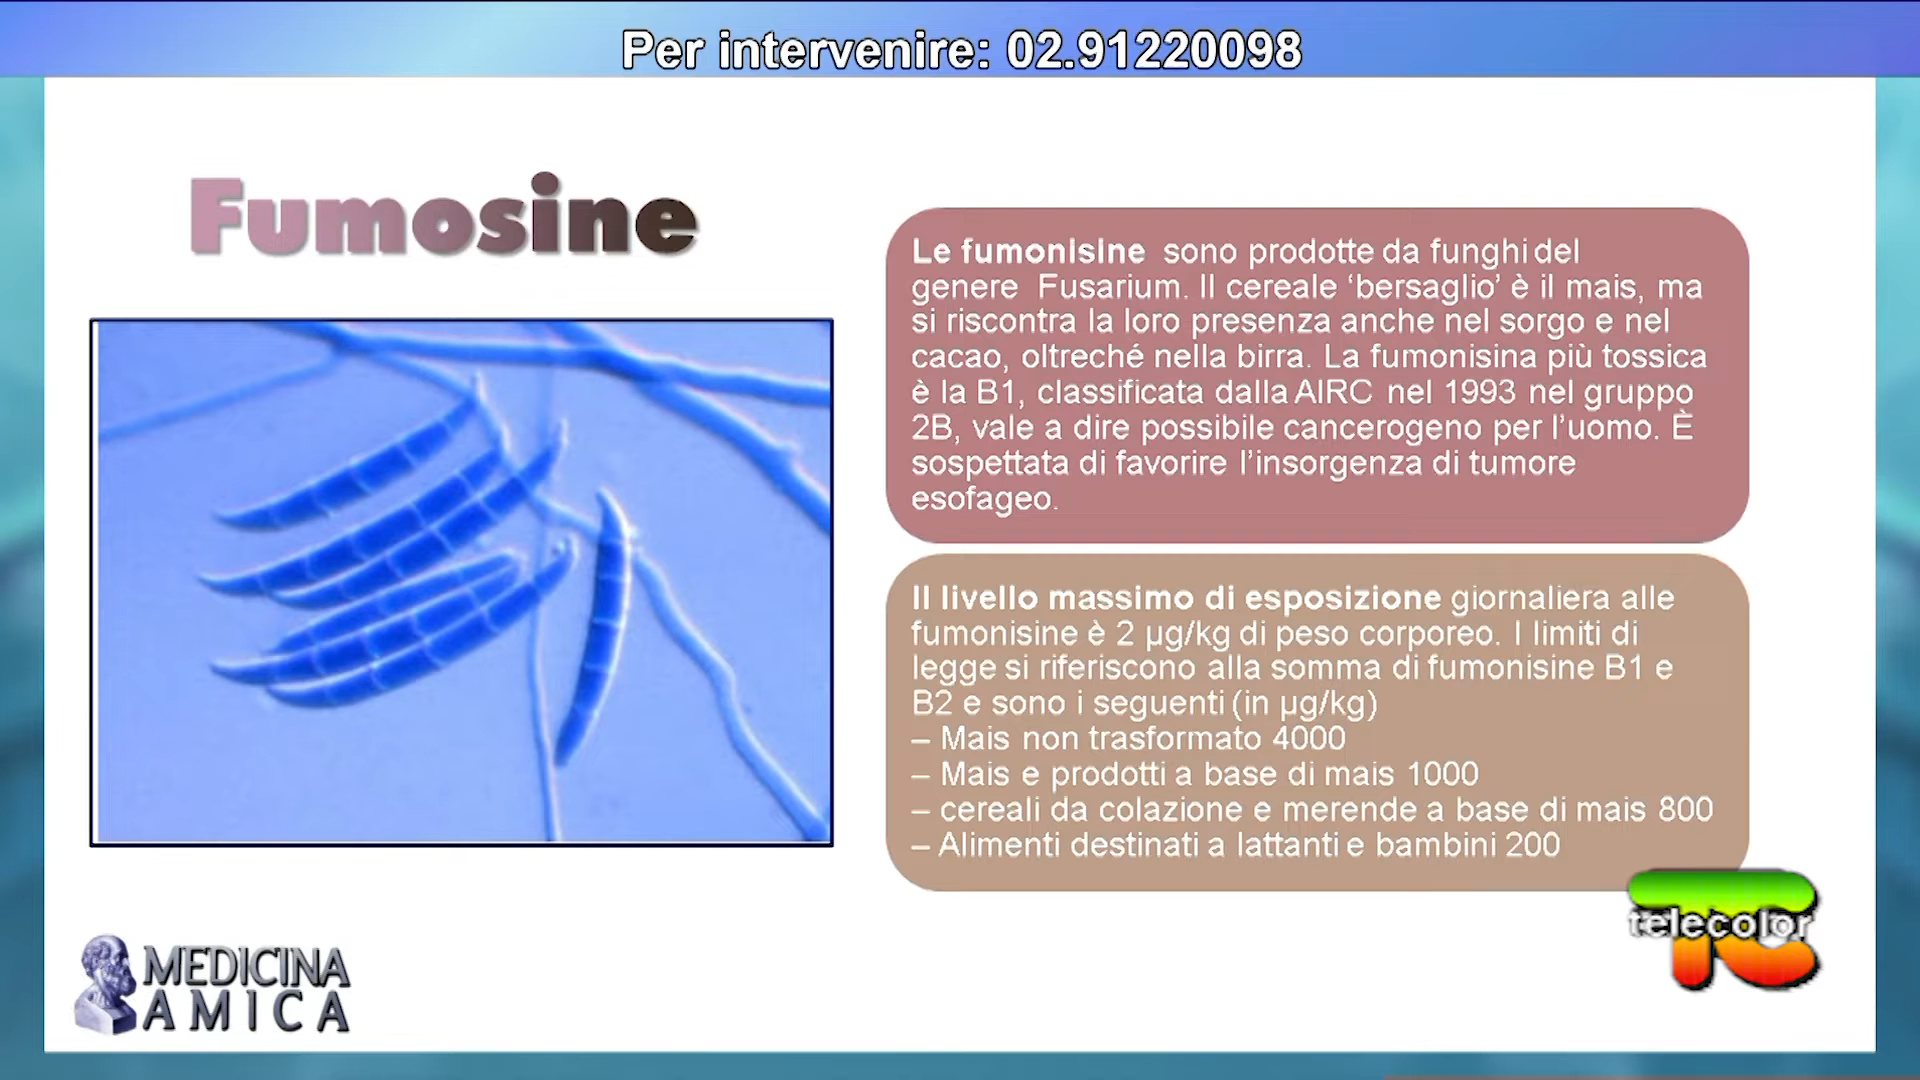 Per intervenire: 02.91220098
Fumosine
Le fumonisine sono prodotte da funghi del
genere Fusarium. Il cereale ‘bersaglio’ è il mais, ma
si riscontra la loro presenza anche nel sorgo e nel
cacao, oltreché nella birra. La fumonisina più tossica
è la B1, classificata dalla AIRC nel 1993 nel gruppo
2B, vale a dire possibile cancerogeno per l’uomo. È
sospettata di favorire l’insorgenza di tumore
esofageo.
Il livello massimo di esposizione giornaliera alle
fumonisine è 2 µg/kg di peso corporeo. I limiti di
legge si riferiscono alla somma di fumonisine B1 e
B2 e sono i seguenti (in µg/kg)
– Mais non trasformato 4000
– Mais e prodotti a base di mais 1000
– cereali da colazione e merende a base di mais 800
– Alimenti destinati a lattanti e bambini 200
telecolor
MEDICINA
AMICA